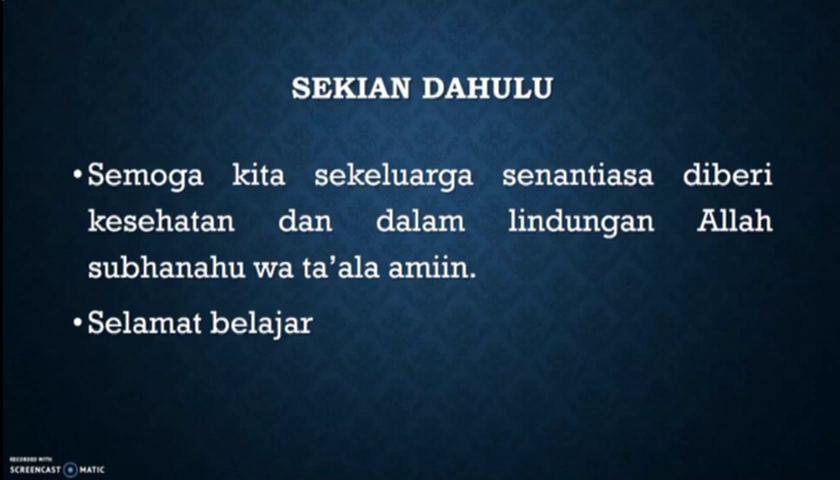 SEKIAN DAHULU
• Semoga kita sekeluarga senantiasa diberi
kesehatan dan dalam lindungan Allah
subhanahu wa ta'ala amiin.
• Selamat belajar
RECORDED WITH
SCREENCAST MATIC